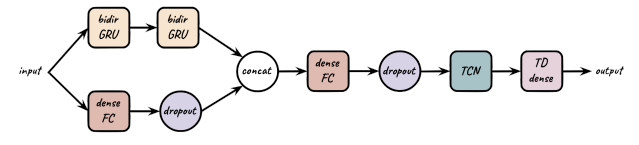 input
bidir
GRU
bidir
GRU
dense
FC
dropout
concat
dense
FC
dropout
TCN
TD
dense
output